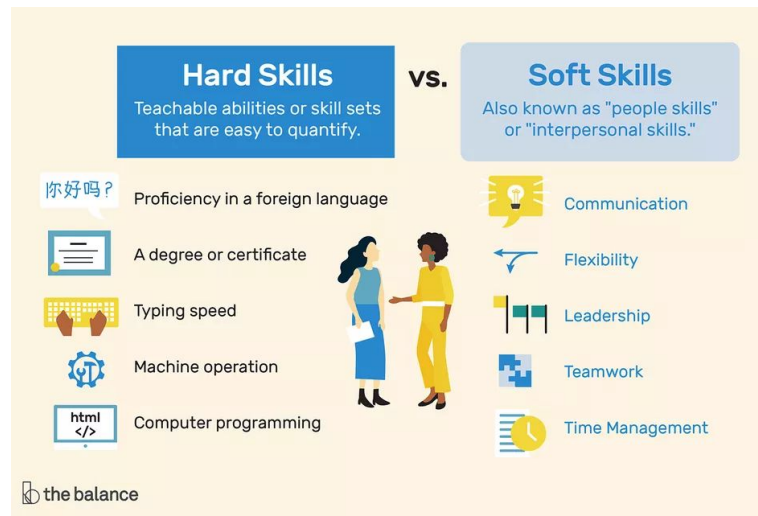 Hard Skills
Teachable abilities or skill sets
that are easy to quantify.
vs.
Soft Skills
Also known as "people skills"
or "interpersonal skills."
你好吗?
Proficiency in a foreign language
A degree or certificate
Typing speed
Machine operation
html
</>
Computer programming
Communication
Flexibility
Leadership
Teamwork
Time Management
the balance